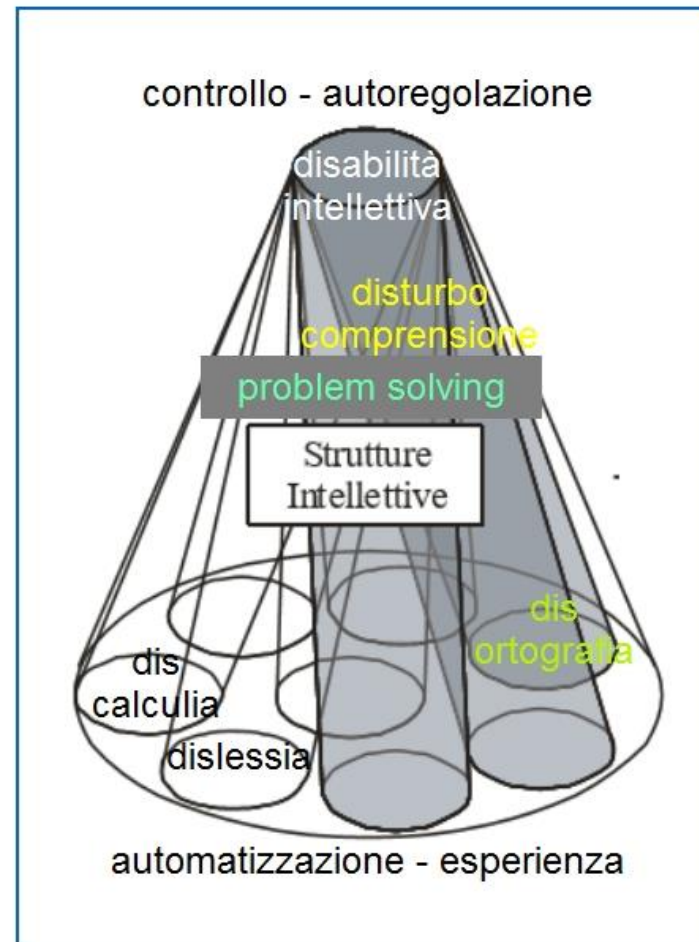 controllo - autoregolazione
disabilità
intellettiva
disturbo
comprensione
problem solving
Strutture
Intellettive
dis
ortografia
dis
calculia
dislessia
automatizzazione - esperienza